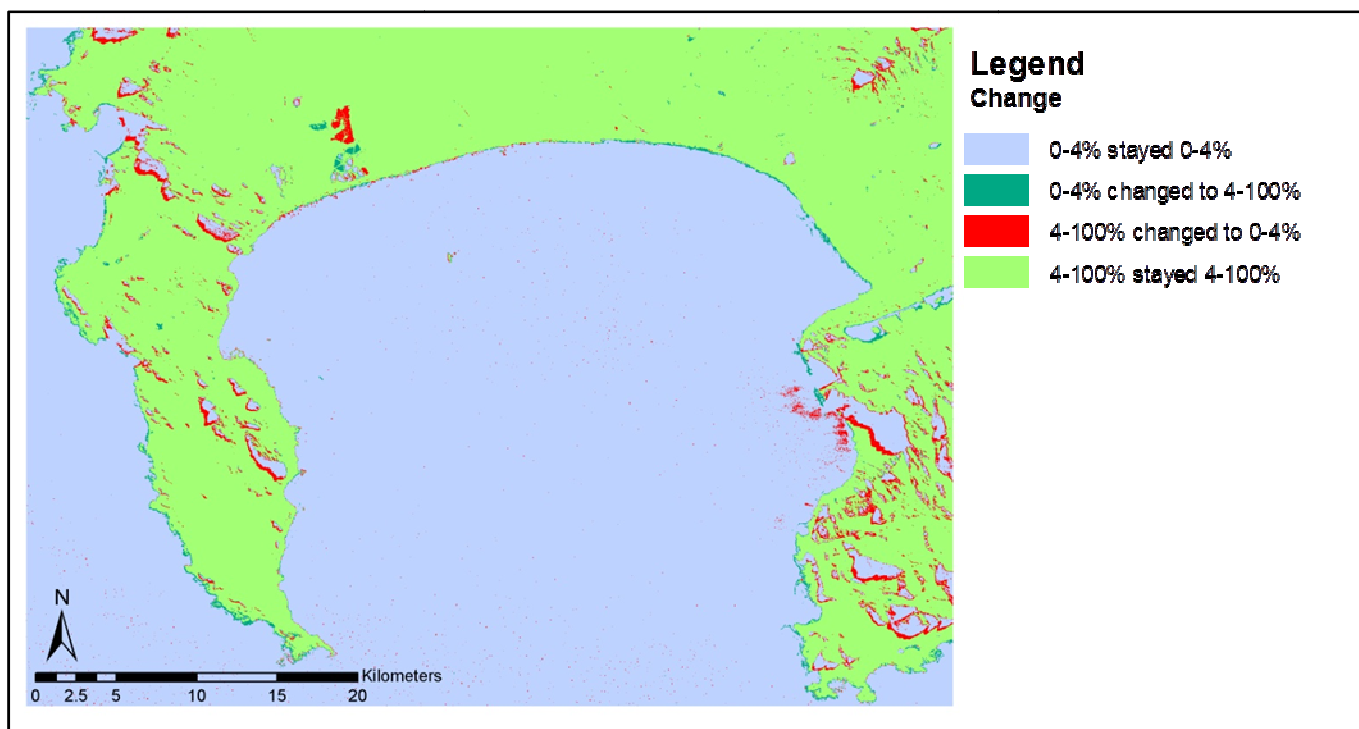 Legend
Change
0-4% stayed 0-4%
0-4% changed to 4-100%
4-100% changed to 0-4%
4-100% stayed 4-100%
N
Kilometers
0 2.5 5 10 15 20